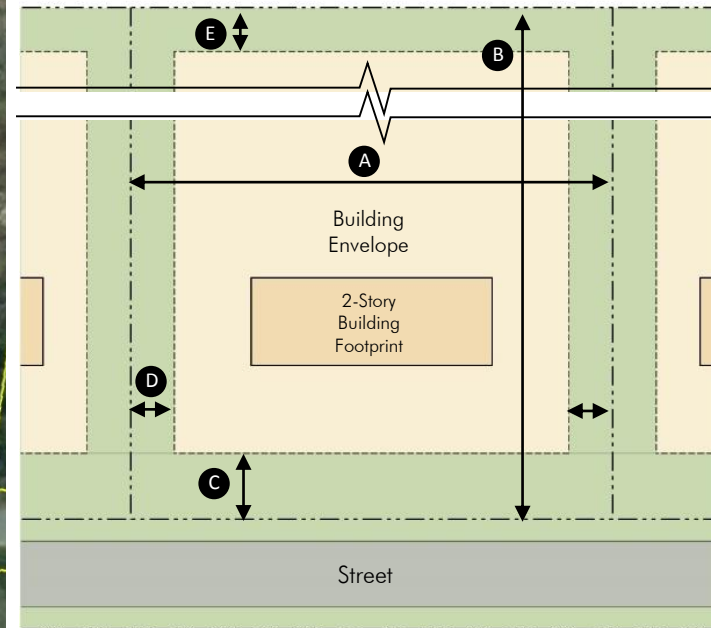 E
B
A
Building
Envelope
2-Story
Building
Footprint
D
C
Street